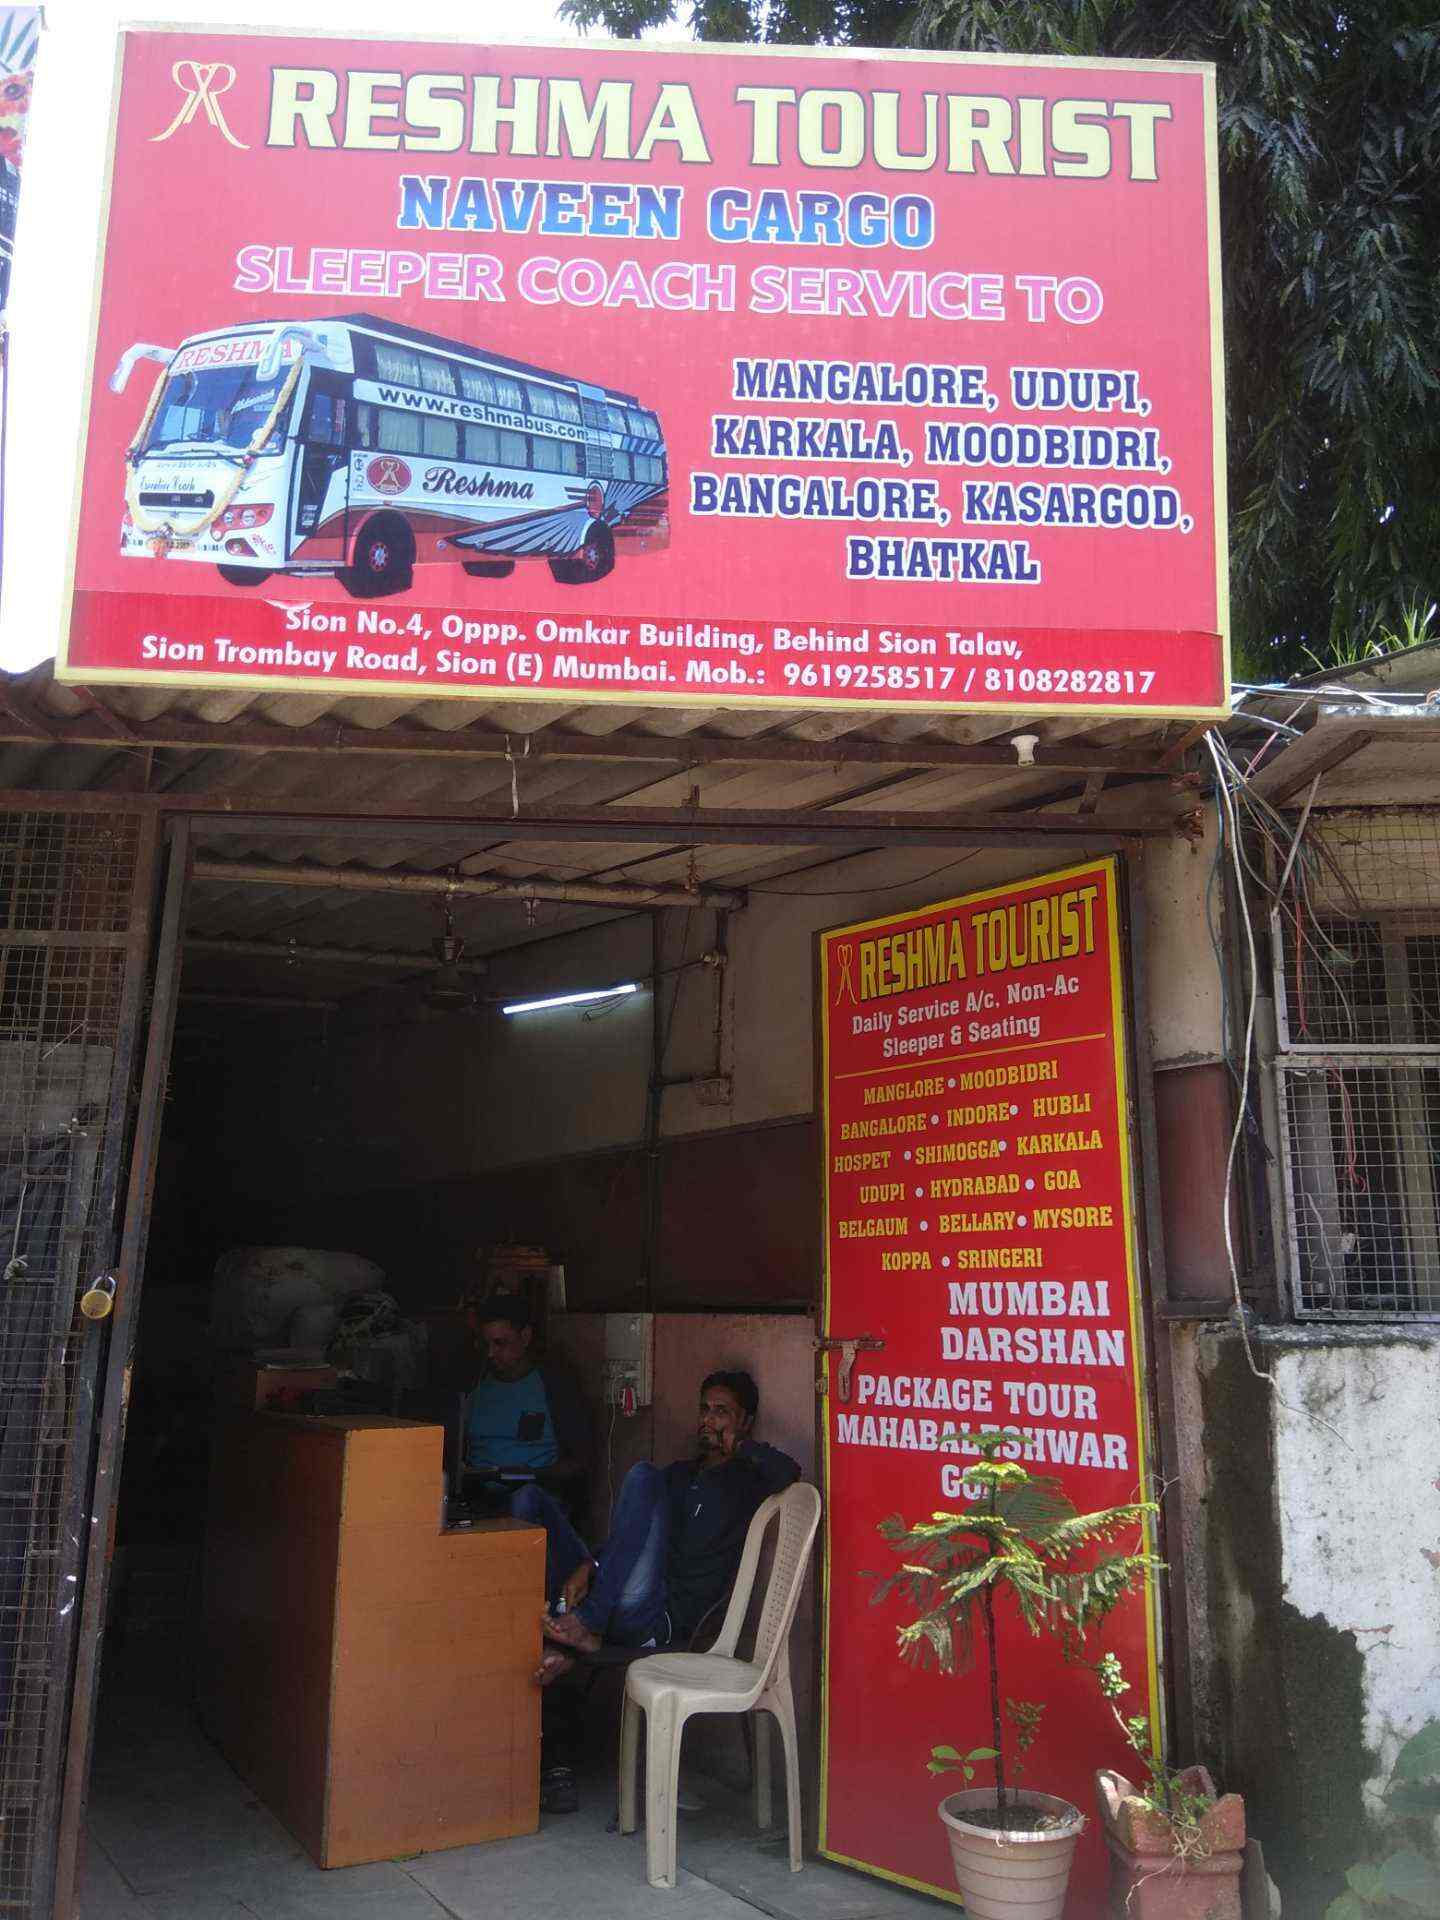 RESHMA TOURIST
NAVEEN CARGO
SLEEPER COACH SERVICE TO
RESHMA
www.reshmabus.com
Executive Coach
Reshma
MANGALORE, UDUPI,
KARKALA, MOODBIDRI,
BANGALORE, KASARGOD,
BHATKAL
Sion No.4, Oppp. Omkar Building, Behind Sion Talav,
Sion Trombay Road, Sion (E) Mumbai. Mob.: 9619258517 / 8108282817
RESHMA TOURIST
Daily Service A/c, Non-Ac
Sleeper & Seating
MANGLORE • MOODBIDRI
BANGALORE • INDORE • HUBLI
HOSPET • SHIMOGGA • KARKALA
UDUPI • HYDRABAD • GOA
BELGAUM • BELLARY • MYSORE
KOPPA • SRINGERI
MUMBAI
DARSHAN
PACKAGE TOUR
MAHABALESHWAR